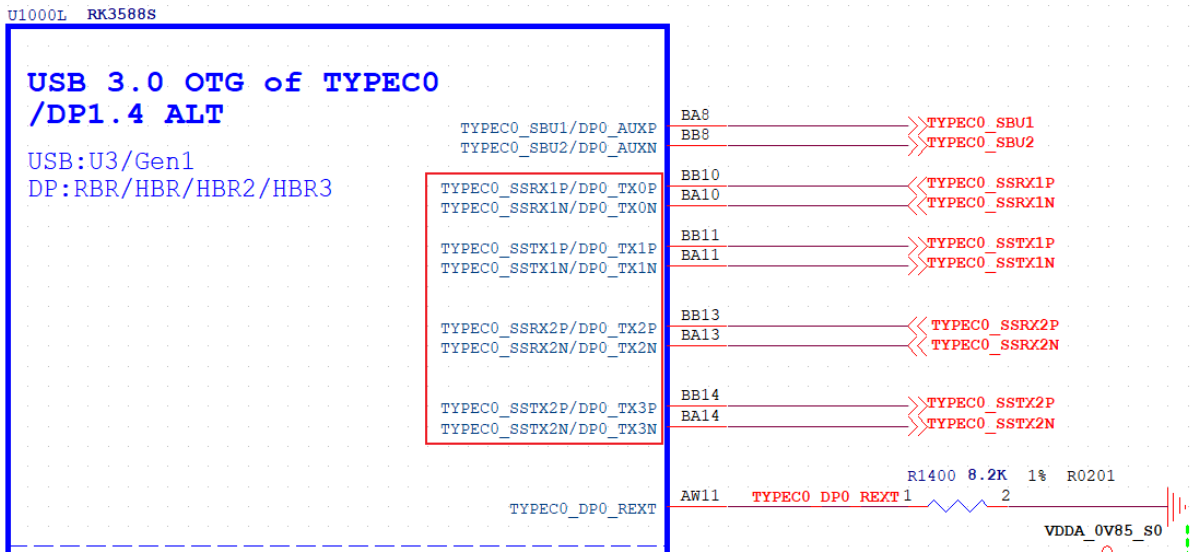 U1000L RK3588S
USB 3.0 OTG of TYPEC0
/DP1.4 ALT
USB:U3/Gen1
DP:RBR/HBR/HBR2/HBR3
TYPEC0_SBU1/DP0_AUXP BA8 TYPEC0_SBU1
TYPEC0_SBU2/DP0_AUXN BB8 TYPEC0_SBU2
TYPEC0_SSRX1P/DP0_TX0P BB10 TYPEC0_SSRX1P
TYPEC0_SSRX1N/DP0_TX0N BA10 TYPEC0_SSRX1N
TYPEC0_SSTX1P/DP0_TX1P BB11 TYPEC0_SSTX1P
TYPEC0_SSTX1N/DP0_TX1N BA11 TYPEC0_SSTX1N
TYPEC0_SSRX2P/DP0_TX2P BB13 TYPEC0_SSRX2P
TYPEC0_SSRX2N/DP0_TX2N BA13 TYPEC0_SSRX2N
TYPEC0_SSTX2P/DP0_TX3P BB14 TYPEC0_SSTX2P
TYPEC0_SSTX2N/DP0_TX3N BA14 TYPEC0_SSTX2N
R1400 8.2K 1% R0201
TYPEC0_DP0_REXT AW11 TYPEC0_DP0_REXT 1 2
VDDA_0V85_S0